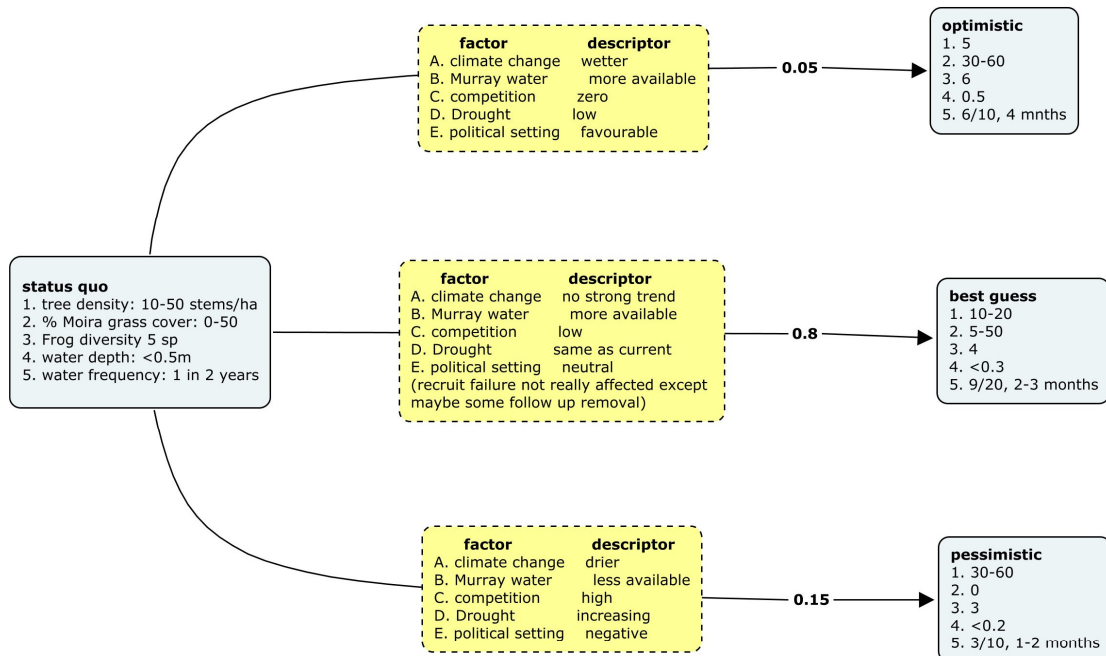 factor descriptor
A. climate change wetter
B. Murray water more available
C. competition zero
D. Drought low
E. political setting favourable
0.05
optimistic
1. 5
2. 30-60
3. 6
4. 0.5
5. 6/10, 4 mnths
status quo
1. tree density: 10-50 stems/ha
2. % Moira grass cover: 0-50
3. Frog diversity 5 sp
4. water depth: <0.5m
5. water frequency: 1 in 2 years
factor descriptor
A. climate change no strong trend
B. Murray water more available
C. competition low
D. Drought same as current
E. political setting neutral
(recruit failure not really affected except
maybe some follow up removal)
0.8
best guess
1. 10-20
2. 5-50
3. 4
4. <0.3
5. 9/20, 2-3 months
factor descriptor
A. climate change drier
B. Murray water less available
C. competition high
D. Drought increasing
E. political setting negative
0.15
pessimistic
1. 30-60
2. 0
3. 3
4. <0.2
5. 3/10, 1-2 months